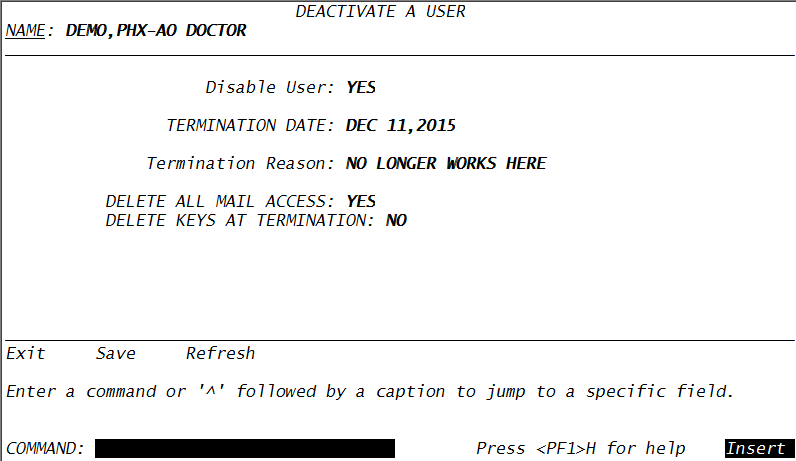 DEACTIVATE A USER
NAME: DEMO,PHX-AO DOCTOR
Disable User: YES
TERMINATION DATE: DEC 11,2015
Termination Reason: NO LONGER WORKS HERE
DELETE ALL MAIL ACCESS: YES
DELETE KEYS AT TERMINATION: NO
Exit Save Refresh
Enter a command or '^' followed by a caption to jump to a specific field.
COMMAND: Press <PF1>H for help Insert